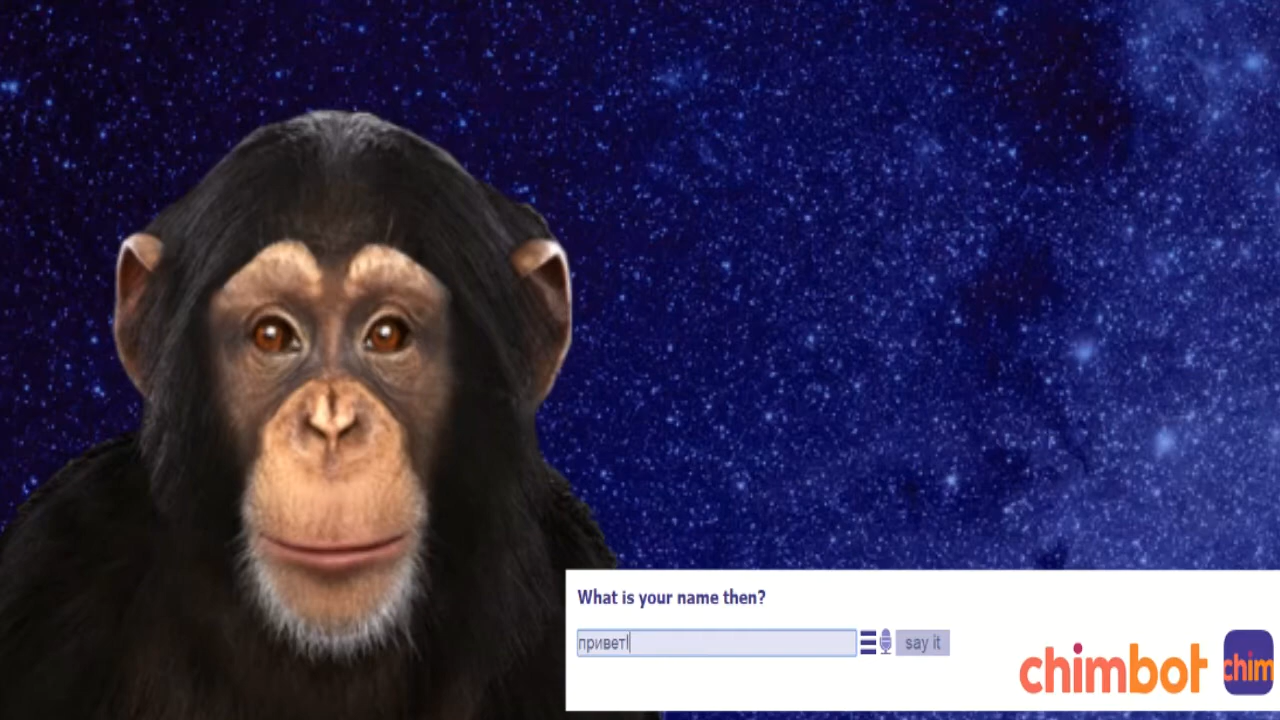 What is your name then?
привет!
say it
chimbot
chim